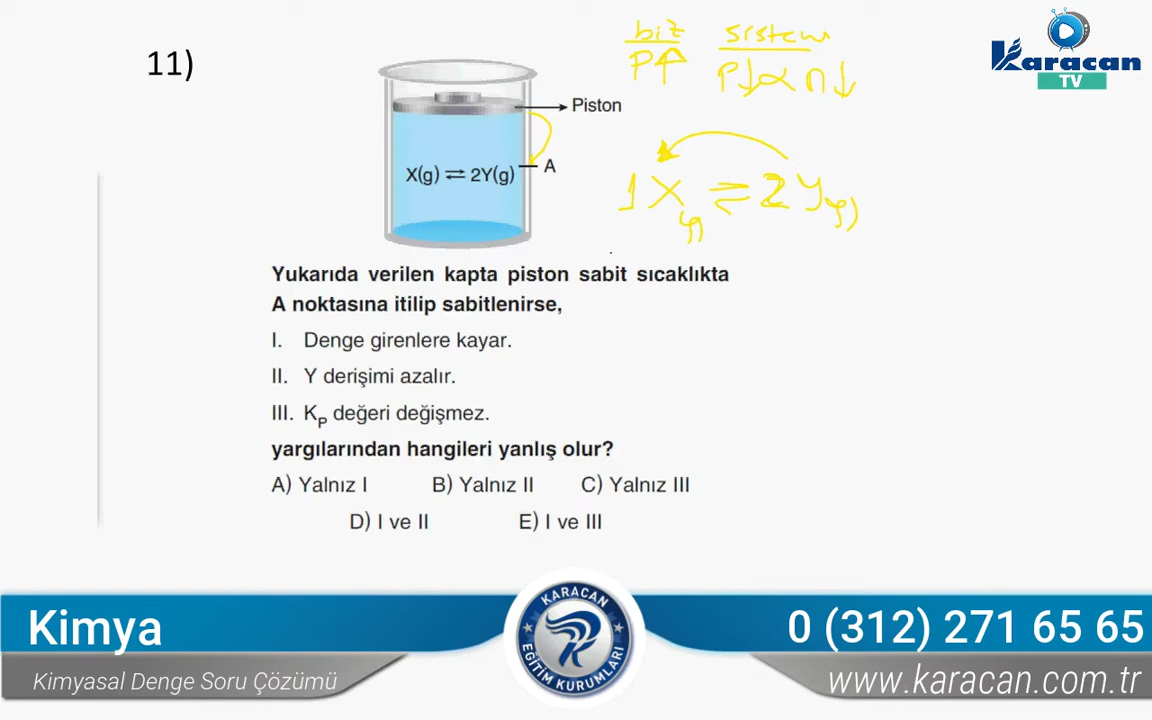 11)
biz sistem
P↑ P↓ α n↓
Karacan
TV
Piston
A
X(g) ⇌ 2Y(g)
1X(g) ⇌ 2Y(g)
Yukarıda verilen kapta piston sabit sıcaklıkta
A noktasına itilip sabitlenirse,
I. Denge girenlere kayar.
II. Y derişimi azalır.
III. KP değeri değişmez.
yargılarından hangileri yanlış olur?
A) Yalnız I B) Yalnız II C) Yalnız III
D) I ve II E) I ve III
Kimya
Kimyasal Denge Soru Çözümü
KARACAN
EĞİTİM KURUMLARI
0 (312) 271 65 65
www.karacan.com.tr